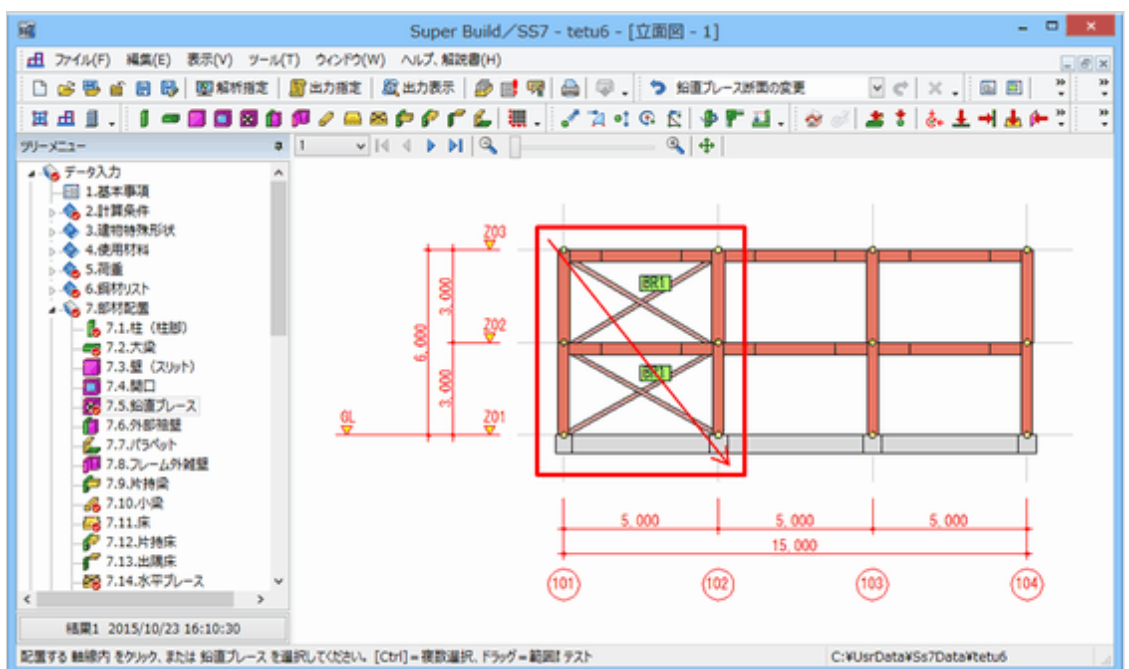 Super Build／SS7 - tetu6 - [立面図 - 1]
ファイル(F) 編集(E) 表示(V) ツール(T) ウィンドウ(W) ヘルプ、解説書(H)
解析指定 出力指定 出力表示 鉛直ブレース断面の変更
ツリーメニュー 1
データ入力
1.基本事項
2.計算条件
3.建物特殊形状
4.使用材料
5.荷重
6.鋼材リスト
7.部材配置
7.1.柱（柱脚）
7.2.大梁
7.3.壁（スリット）
7.4.開口
7.5.鉛直ブレース
7.6.外部袖壁
7.7.パラペット
7.8.フレーム外雑壁
7.9.片持梁
7.10.小梁
7.11.床
7.12.片持床
7.13.出隅床
7.14.水平ブレース
結果1 2015/10/23 16:10:30
Z03
BR1
3,000
6,000
Z02
BR1
3,000
GL
Z01
5,000 5,000 5,000
15,000
101 102 103 104
配置する 軸線内 をクリック、または 鉛直ブレース を選択してください。 [Ctrl]＝複数選択、ドラッグ＝範囲 テスト C:¥UsrData¥Ss7Data¥tetu6